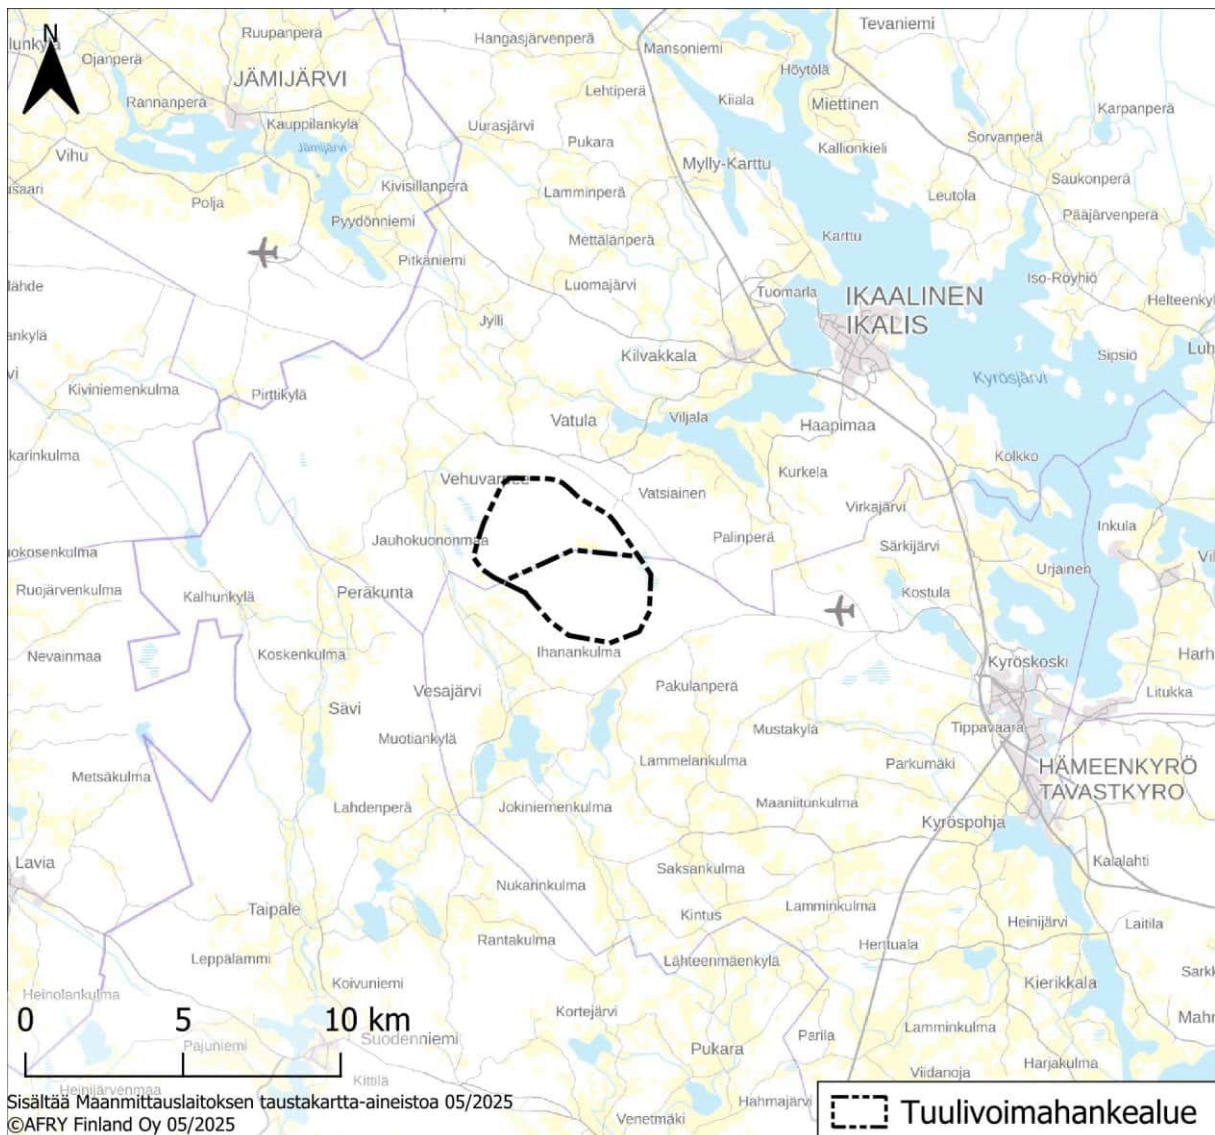 N
Ruupanperä
Ojanperä
JÄMIJÄRVI
Rannanperä
Kauppilankylä
Jämijärvi
Vihu
Polja
Kivisillanperä
Pyydönniemi
Pitkäniemi
Hangasjärvenperä
Mansoniemi
Tevaniemi
Höytölä
Lehtiperä
Kiiala
Miettinen
Karpanperä
Uurasjärvi
Pukara
Kallionkieli
Sorvanperä
Mylly-Karttu
Saukonperä
Lamminperä
Leutola
Pääjärvenperä
Mettälänperä
Karttu
Luomajärvi
Tuomarla
Iso-Röyhiö
IKAALINEN
IKALIS
Jylli
Kilvakkala
Sipsiö
Kyrösjärvi
Kiviniemenkulma
Pirttikylä
Vatula
Viljala
Haapimaa
Kolkko
Kurkela
Vatsiainen
Virkajärvi
Inkula
Jauhokuononmaa
Palinperä
Särkijärvi
Urjainen
Ruojärvenkulma
Kalhunkylä
Peräkunta
Kostula
Nevainmaa
Koskenkulma
Ihanankulma
Kyröskoski
Vesajärvi
Pakulanperä
Litukka
Sävi
Mustakylä
Tippavaara
Muotiankylä
Lammelankulma
Parkumäki
HÄMEENKYRÖ
TAVASTKYRO
Metsäkulma
Lahdenperä
Jokiniemenkulma
Maaniitunkulma
Kyröspohja
Lavia
Saksankulma
Kalalahti
Nukarinkulma
Taipale
Kintus
Lamminkulma
Heinijärvi
Laitila
Rantakulma
Herttuala
Leppälammi
Lähteenmäenkylä
Koivuniemi
Kierikkala
Heinolankulma
Kortejärvi
0 5 10 km
Suodenniemi
Parila
Lamminkulma
Pajuniemi
Pukara
Harjakulma
Kittilä
Viidanoja
Heinijärvenmaa
Hahmajärvi
Venetmäki
Sisältää Maanmittauslaitoksen taustakartta-aineistoa 05/2025
©AFRY Finland Oy 05/2025
Tuulivoimahankealue